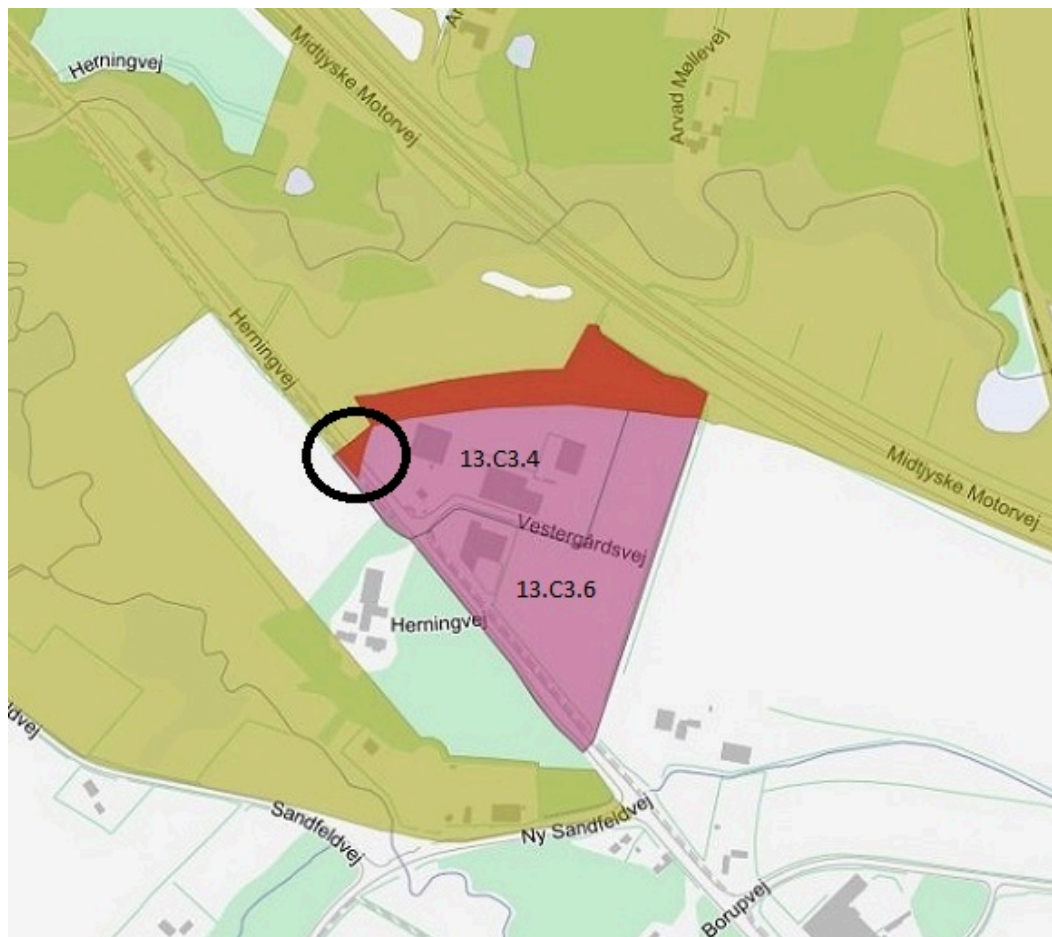 Herningvej
Midtjyske Motorvej
Arvad Møllevej
Herningvej
Midtjyske Motorvej
13.C3.4
Vestergårdsvej
13.C3.6
Herningvej
Sandfeldvej
Ny Sandfeldvej
Borupvej